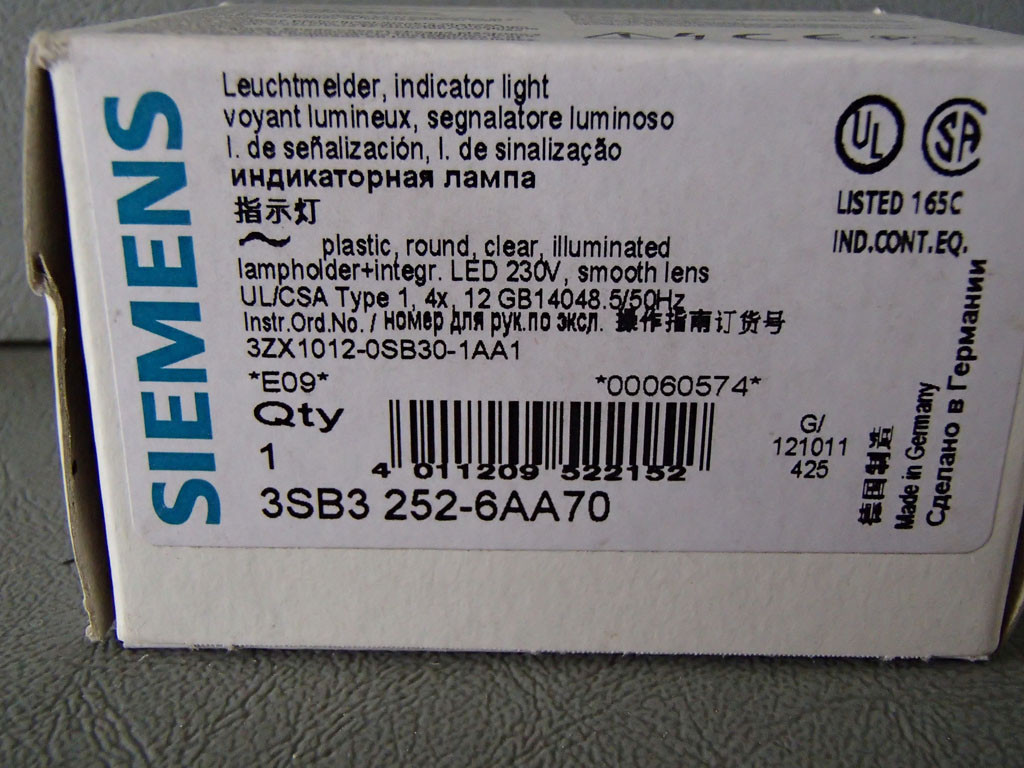 SIEMENS
Leuchtmelder, indicator light
voyant lumineux, segnalatore luminoso
l. de señalización, l. de sinalização
индикаторная лампа
指示灯
plastic, round, clear, illuminated
lampholder+integr. LED 230V, smooth lens
UL/CSA Type 1, 4x, 12 GB14048.5/50Hz
Instr.Ord.No. / номер для рук.по эксл. 操作指南订货号
3ZX1012-0SB30-1AA1
*E09* *00060574*
Qty
1
4 011209 522152
3SB3 252-6AA70
UL SA
LISTED 165C
IND.CONT.EQ.
G/
121011
425
德国制造
Made in Germany
Сделано в Германии